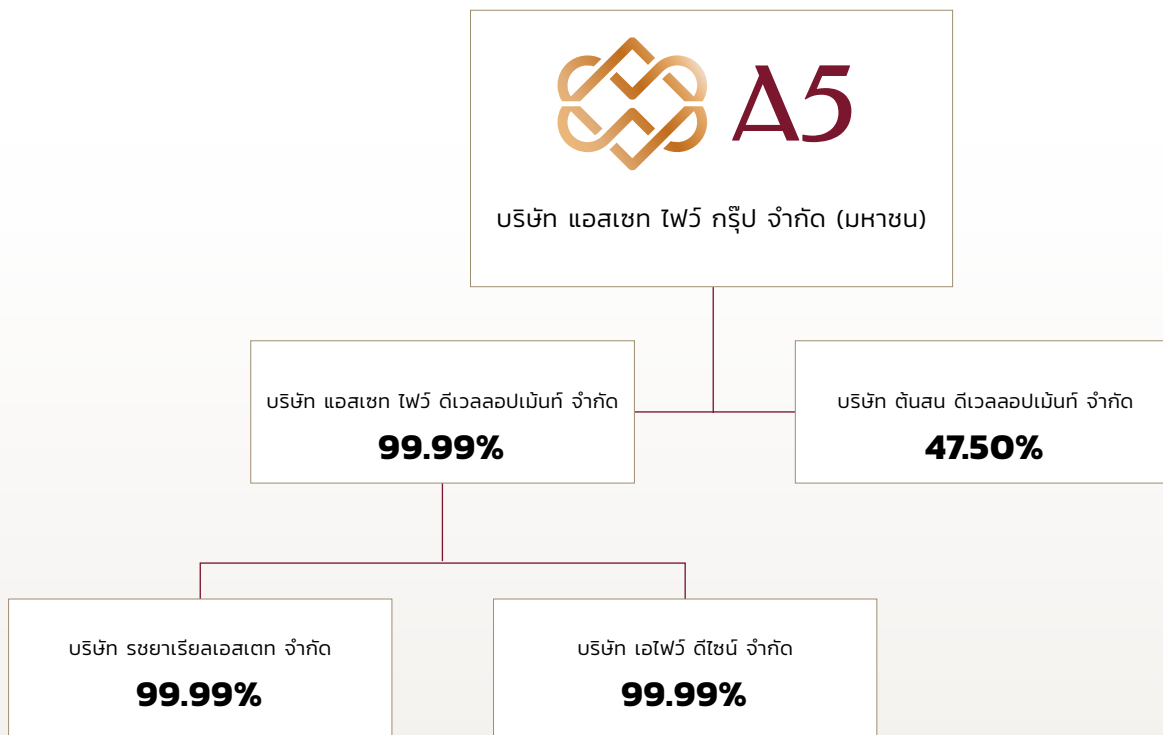 A5
บริษัท แอสเซท ไฟว์ กรุ๊ป จำกัด (มหาชน)
บริษัท แอสเซท ไฟว์ ดีเวลลอปเม้นท์ จำกัด
99.99%
บริษัท ต้นสน ดีเวลลอปเม้นท์ จำกัด
47.50%
บริษัท รชยาเรียลเอสเตท จำกัด
99.99%
บริษัท เอไฟว์ ดีไซน์ จำกัด
99.99%